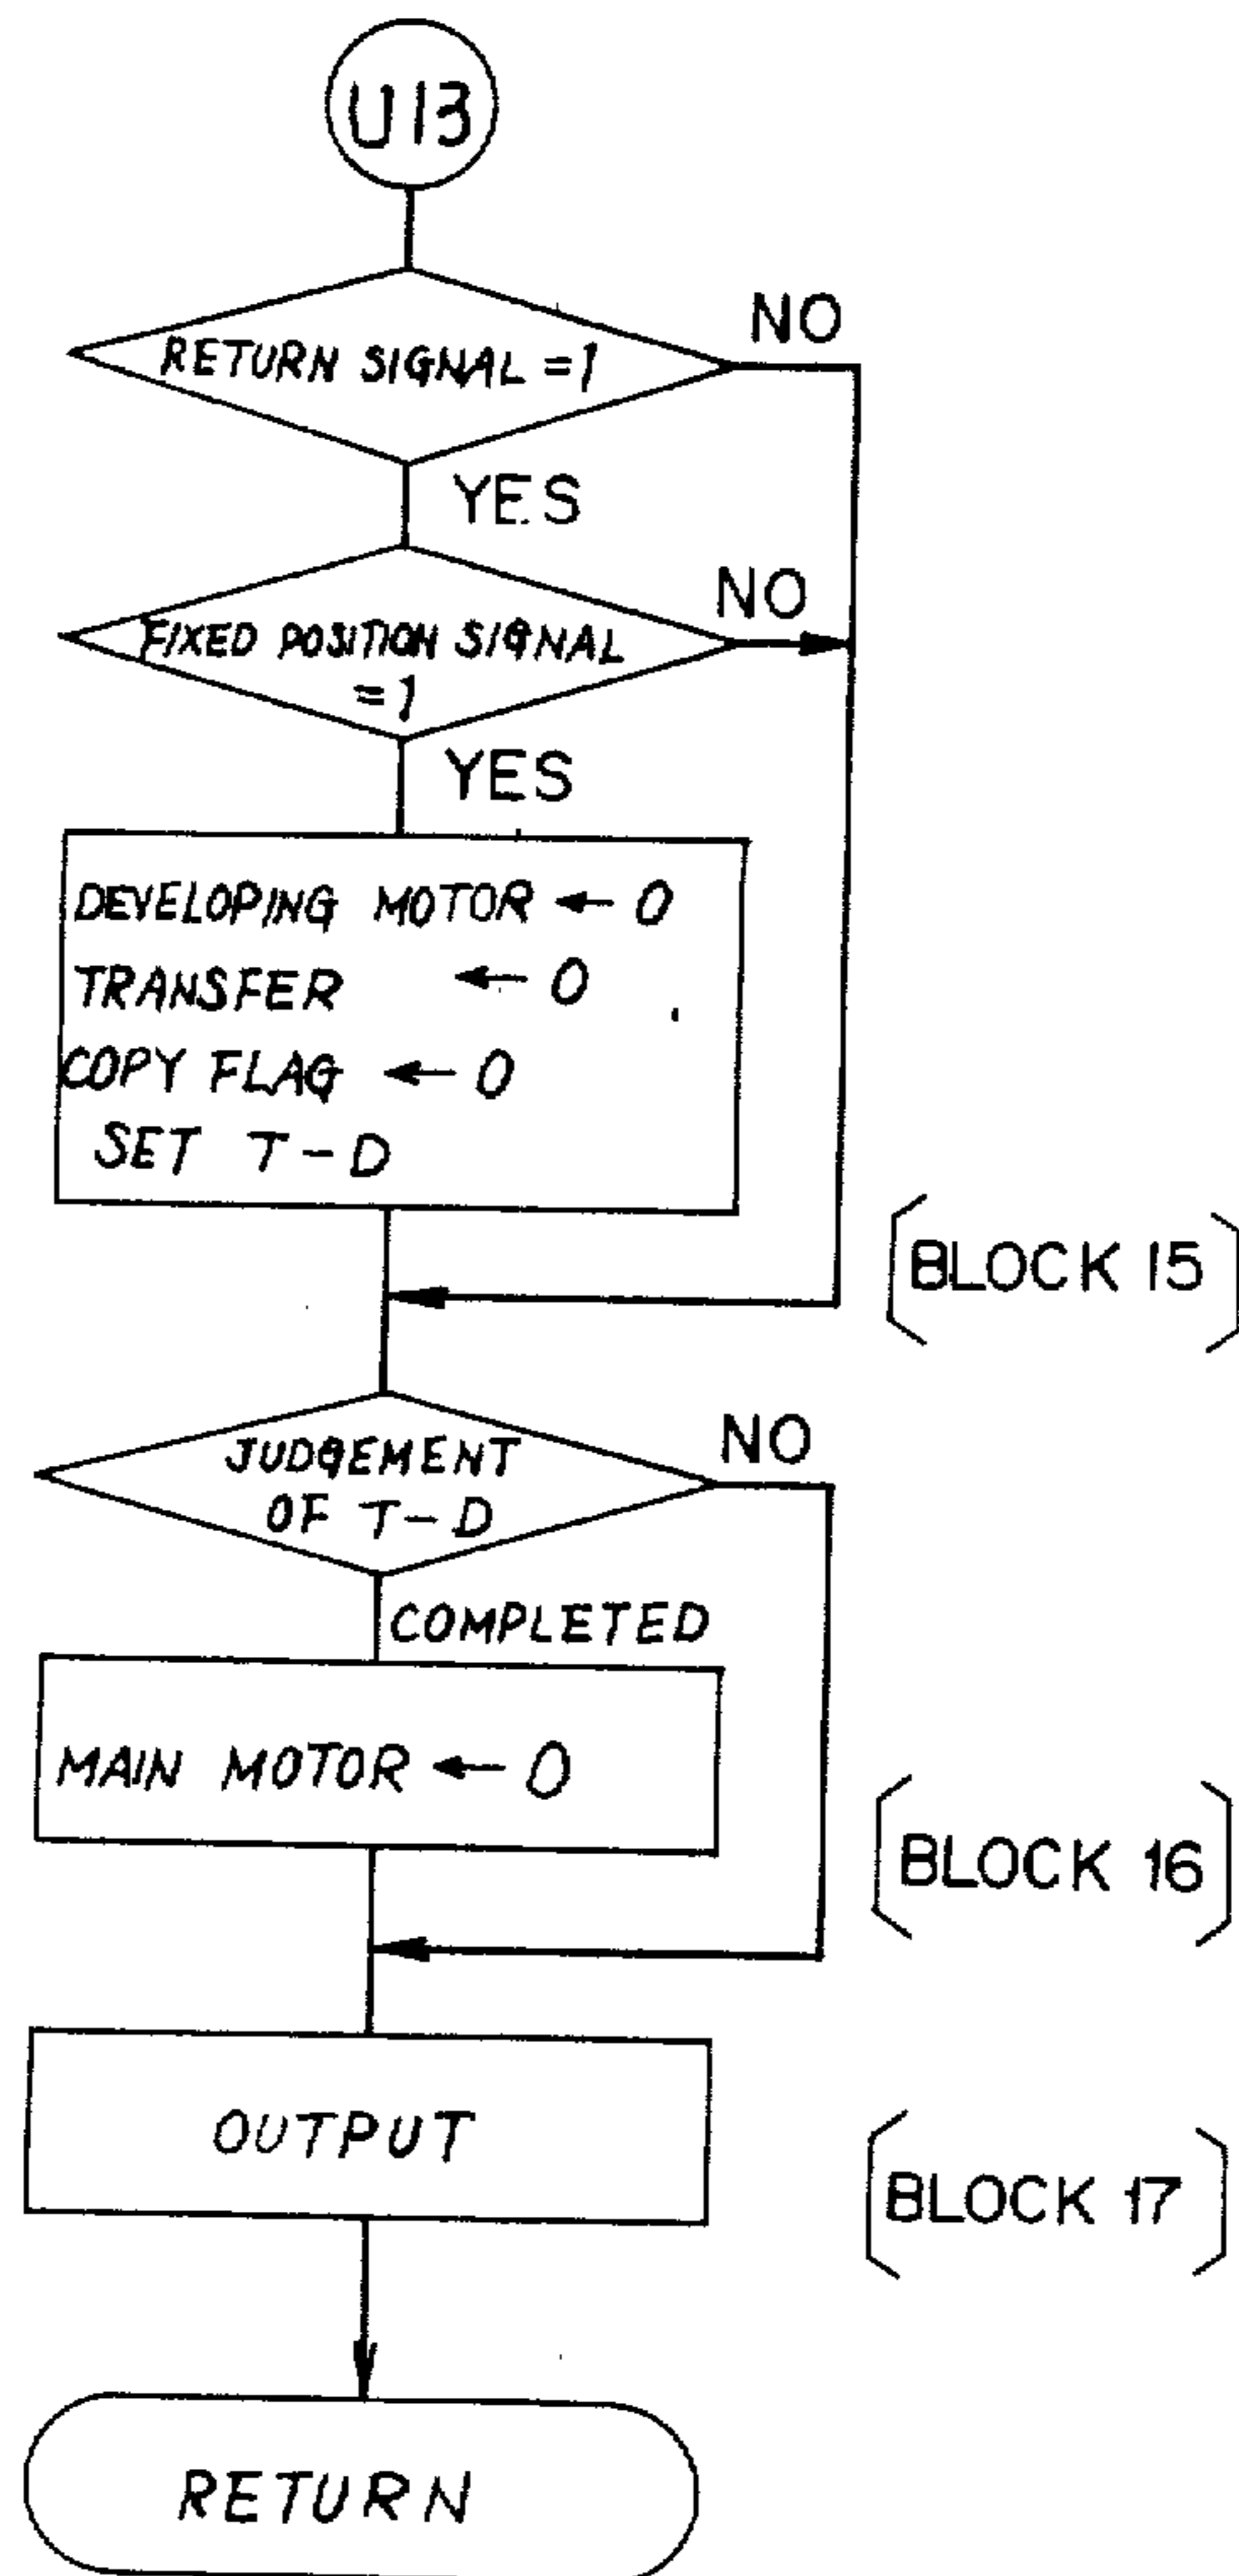 U13
RETURN SIGNAL =1
NO
YES
FIXED POSITION SIGNAL
=1
NO
YES
DEVELOPING MOTOR ← 0
TRANSFER ← 0
COPY FLAG ← 0
SET T-D
[BLOCK 15]
JUDGEMENT
OF T-D
NO
COMPLETED
MAIN MOTOR ← 0
[BLOCK 16]
OUTPUT
[BLOCK 17]
RETURN